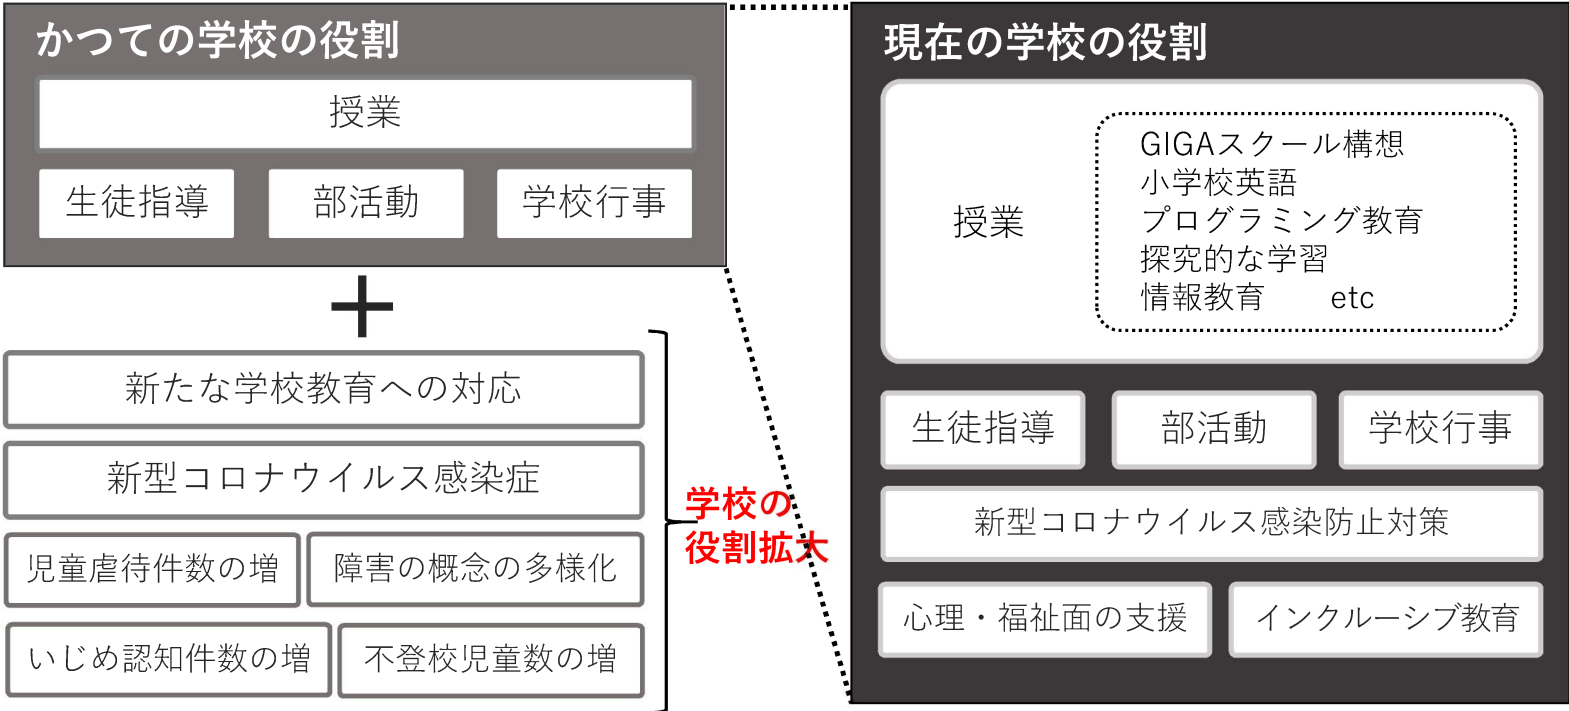 かつての学校の役割
授業
生徒指導
部活動
学校行事
+
新たな学校教育への対応
新型コロナウイルス感染症
児童虐待件数の増
障害の概念の多様化
いじめ認知件数の増
不登校児童数の増
学校の
役割拡大
現在の学校の役割
授業
GIGAスクール構想
小学校英語
プログラミング教育
探究的な学習
情報教育 etc
生徒指導
部活動
学校行事
新型コロナウイルス感染防止対策
心理・福祉面の支援
インクルーシブ教育